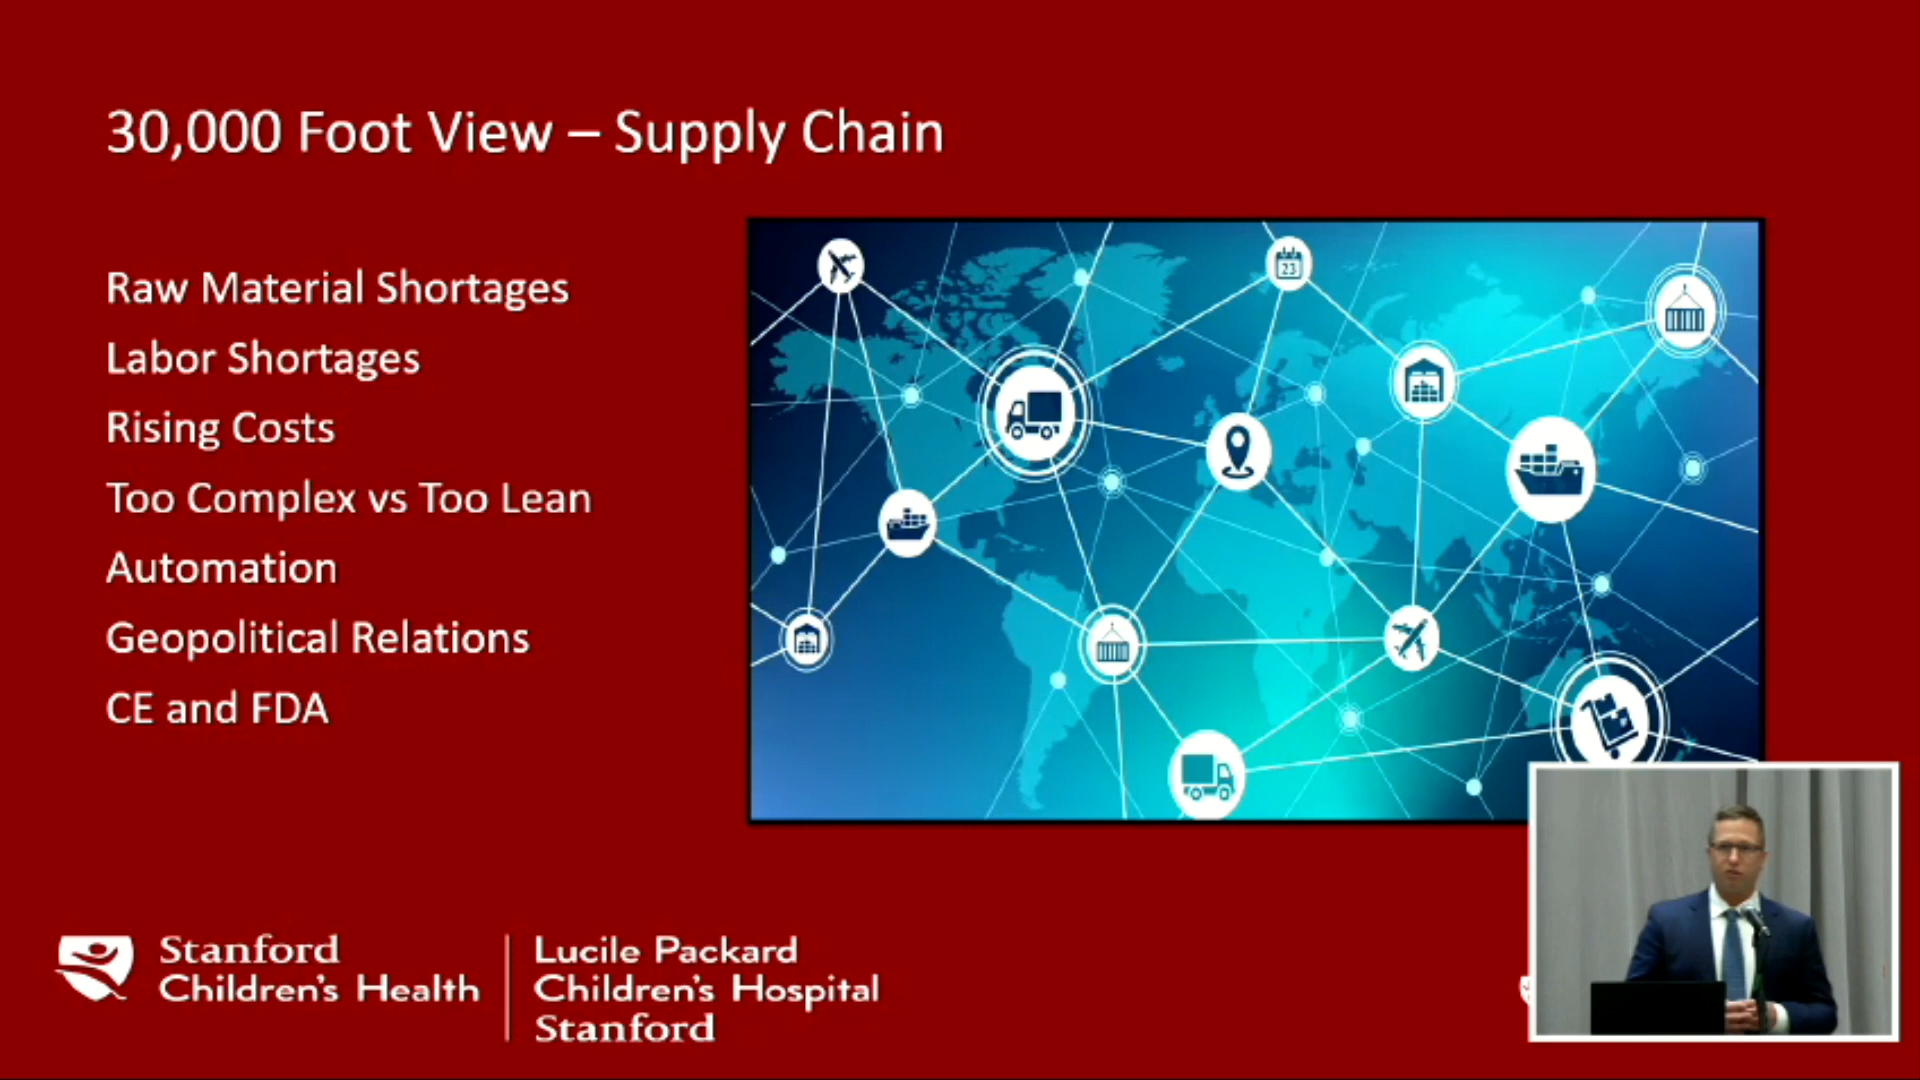 30,000 Foot View – Supply Chain
Raw Material Shortages
Labor Shortages
Rising Costs
Too Complex vs Too Lean
Automation
Geopolitical Relations
CE and FDA
23
Stanford
Children's Health
Lucile Packard
Children's Hospital
Stanford